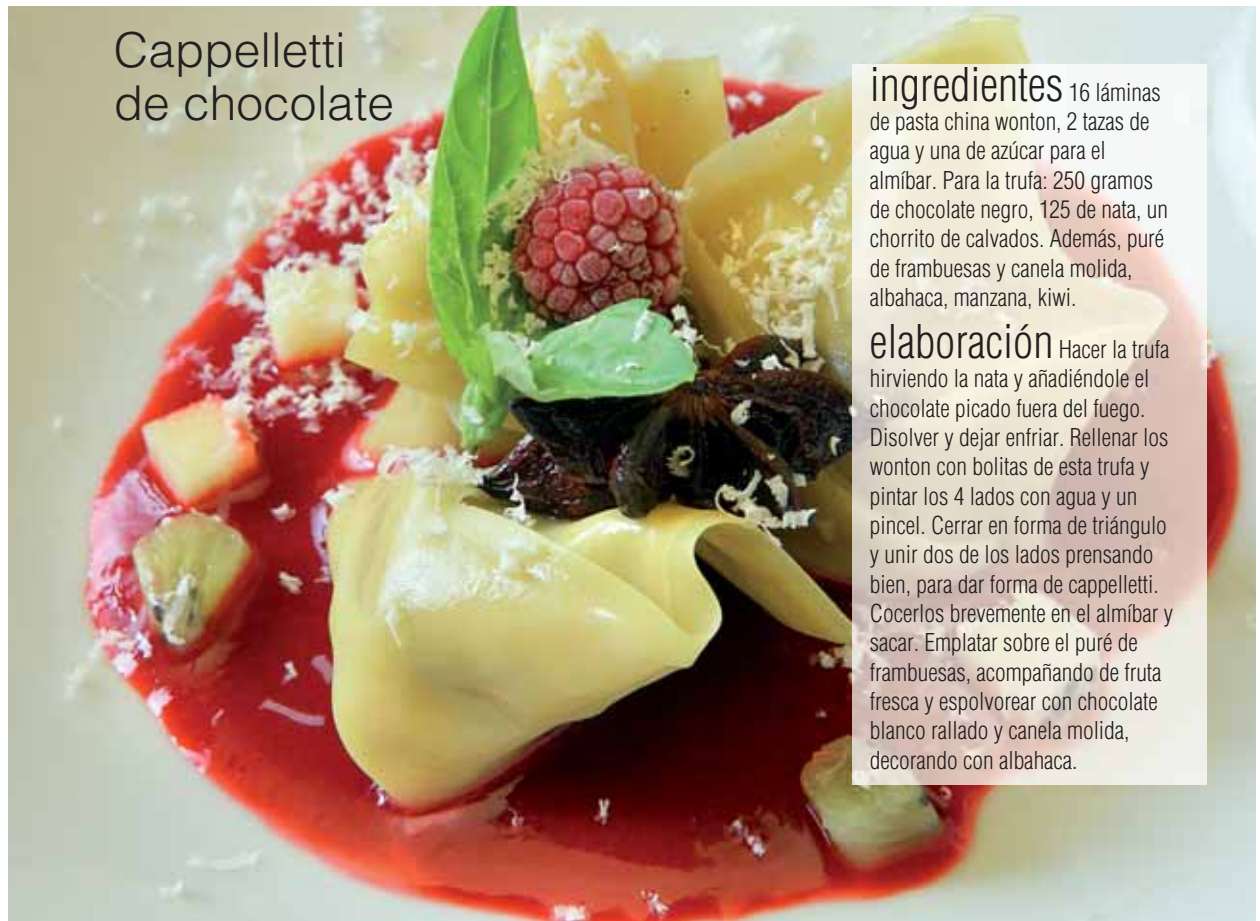 Cappelletti
de chocolate
ingredientes 16 láminas
de pasta china wonton, 2 tazas de
agua y una de azúcar para el
almíbar. Para la trufa: 250 gramos
de chocolate negro, 125 de nata, un
chorrito de calvados. Además, puré
de frambuesas y canela molida,
albahaca, manzana, kiwi.
elaboración Hacer la trufa
hirviendo la nata y añadiéndole el
chocolate picado fuera del fuego.
Disolver y dejar enfriar. Rellenar los
wonton con bolitas de esta trufa y
pintar los 4 lados con agua y un
pincel. Cerrar en forma de triángulo
y unir dos de los lados prensando
bien, para dar forma de cappelletti.
Cocerlos brevemente en el almíbar y
sacar. Emplatar sobre el puré de
frambuesas, acompañando de fruta
fresca y espolvorear con chocolate
blanco rallado y canela molida,
decorando con albahaca.